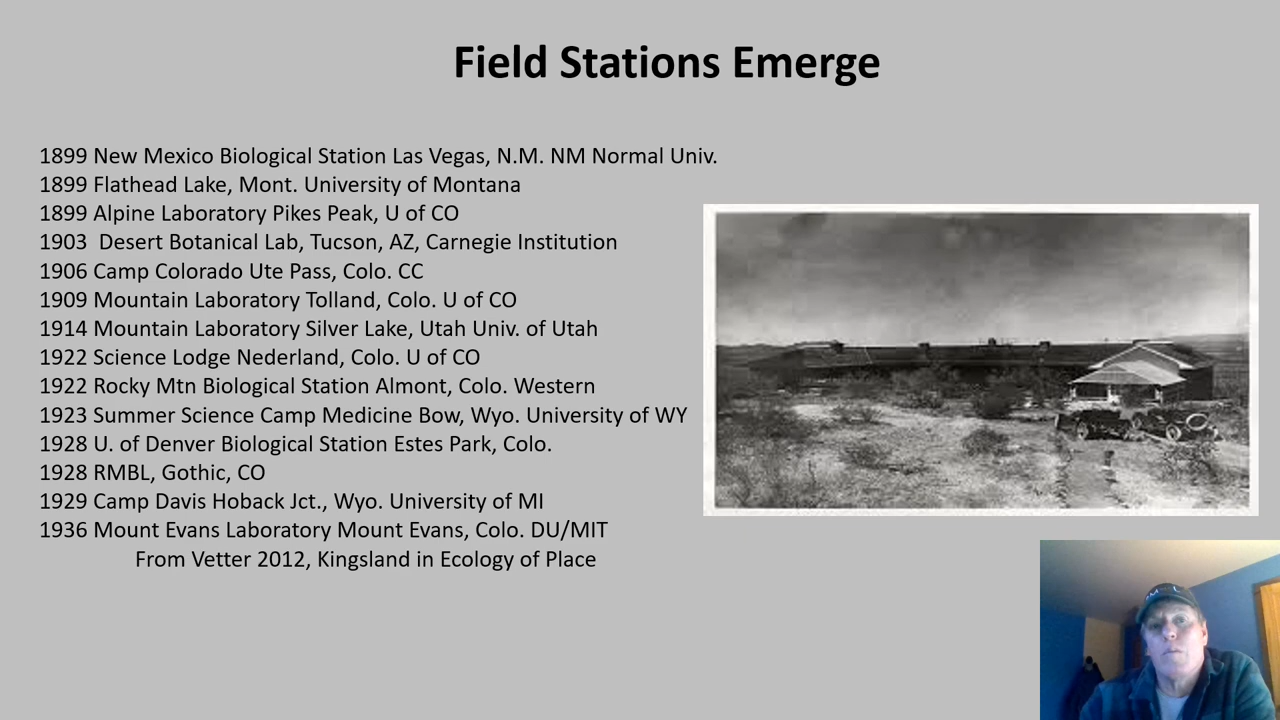 Field Stations Emerge
1899 New Mexico Biological Station Las Vegas, N.M. NM Normal Univ.
1899 Flathead Lake, Mont. University of Montana
1899 Alpine Laboratory Pikes Peak, U of CO
1903  Desert Botanical Lab, Tucson, AZ, Carnegie Institution
1906 Camp Colorado Ute Pass, Colo. CC
1909 Mountain Laboratory Tolland, Colo. U of CO
1914 Mountain Laboratory Silver Lake, Utah Univ. of Utah
1922 Science Lodge Nederland, Colo. U of CO
1922 Rocky Mtn Biological Station Almont, Colo. Western
1923 Summer Science Camp Medicine Bow, Wyo. University of WY
1928 U. of Denver Biological Station Estes Park, Colo.
1928 RMBL, Gothic, CO
1929 Camp Davis Hoback Jct., Wyo. University of MI
1936 Mount Evans Laboratory Mount Evans, Colo. DU/MIT
From Vetter 2012, Kingsland in Ecology of Place